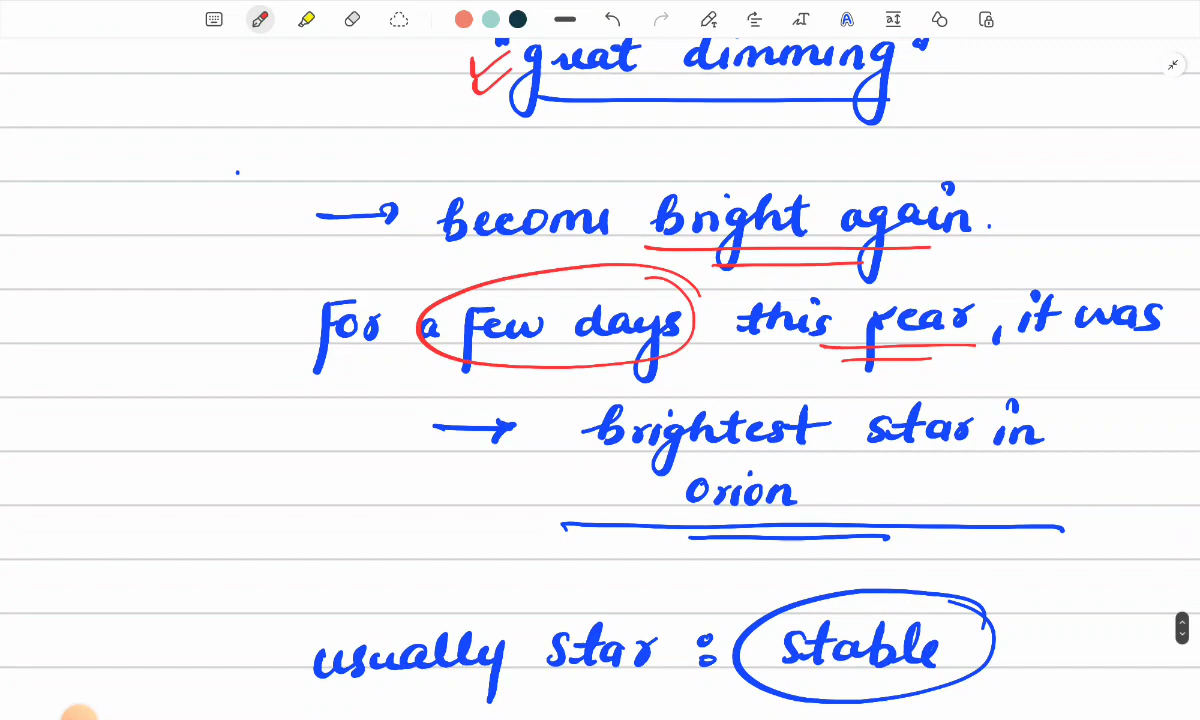 "great dimming"
→ become bright again.
For a few days this year, it was
→ brightest star in
orion
usually star : stable